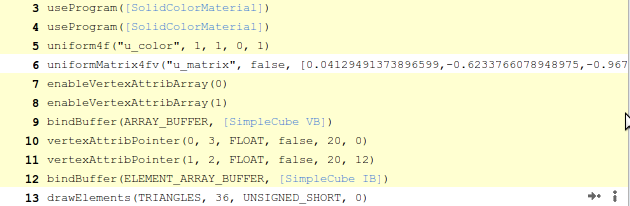 3 useProgram([SolidColorMaterial])
4 useProgram([SolidColorMaterial])
5 uniform4f("u_color", 1, 1, 0, 1)
6 uniformMatrix4fv("u_matrix", false, [0.04129491373896599,-0.6233766078948975,-0.967
7 enableVertexAttribArray(0)
8 enableVertexAttribArray(1)
9 bindBuffer(ARRAY_BUFFER, [SimpleCube VB])
10 vertexAttribPointer(0, 3, FLOAT, false, 20, 0)
11 vertexAttribPointer(1, 2, FLOAT, false, 20, 12)
12 bindBuffer(ELEMENT_ARRAY_BUFFER, [SimpleCube IB])
13 drawElements(TRIANGLES, 36, UNSIGNED_SHORT, 0)